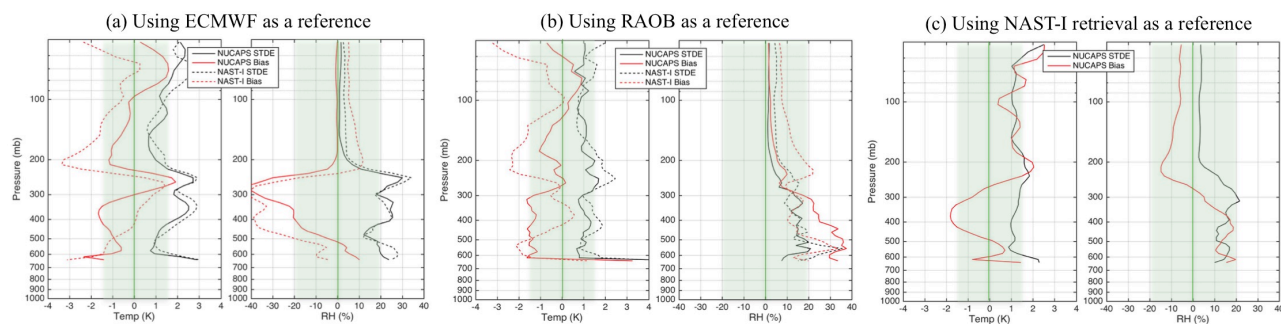 (a) Using ECMWF as a reference
NUCAPS STDE
NUCAPS Bias
NAST-I STDE
NAST-I Bias
Pressure (mb)
100
200
300
400
500
600
700
800
900
1000
-4 -3 -2 -1 0 1 2 3 4
Temp (K)
-40 -30 -20 -10 0 10 20 30 40
RH (%)
(b) Using RAOB as a reference
NUCAPS STDE
NUCAPS Bias
NAST-I STDE
NAST-I Bias
Pressure (mb)
100
200
300
400
500
600
700
800
900
1000
-4 -3 -2 -1 0 1 2 3 4
Temp (K)
-40 -30 -20 -10 0 10 20 30 40
RH (%)
(c) Using NAST-I retrieval as a reference
NUCAPS STDE
NUCAPS Bias
Pressure (mb)
100
200
300
400
500
600
700
800
900
1000
-4 -3 -2 -1 0 1 2 3 4
Temp (K)
-40 -30 -20 -10 0 10 20 30 40
RH (%)